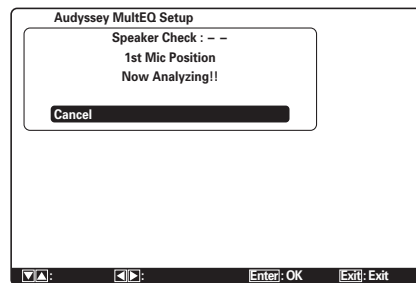 Audyssey MultEQ Setup
Speaker Check : – –
1st Mic Position
Now Analyzing!!
Cancel
▼▲: ◀▶: Enter: OK Exit: Exit